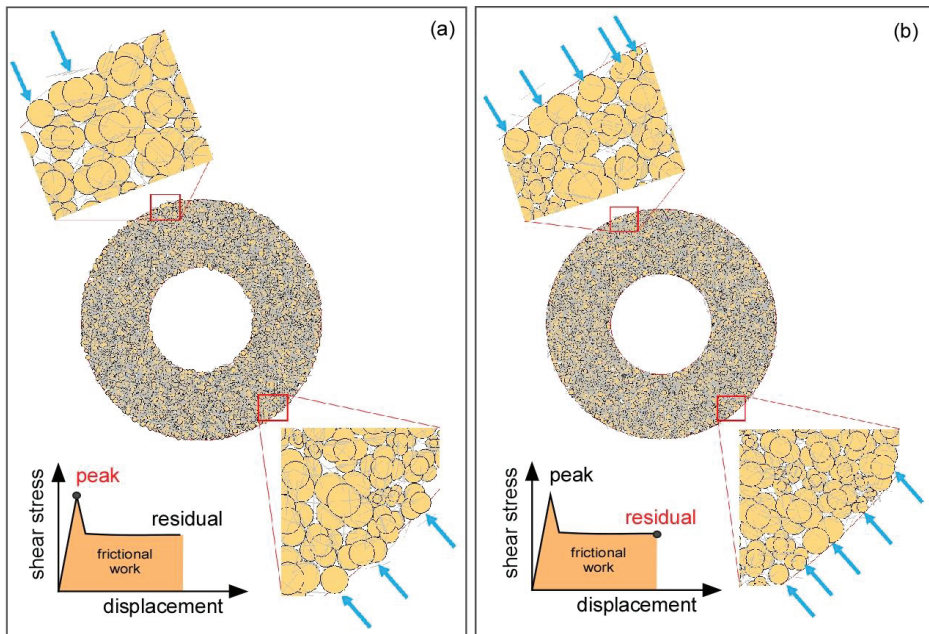 (a)
peak
residual
frictional
work
shear stress
displacement
(b)
peak
residual
frictional
work
shear stress
displacement